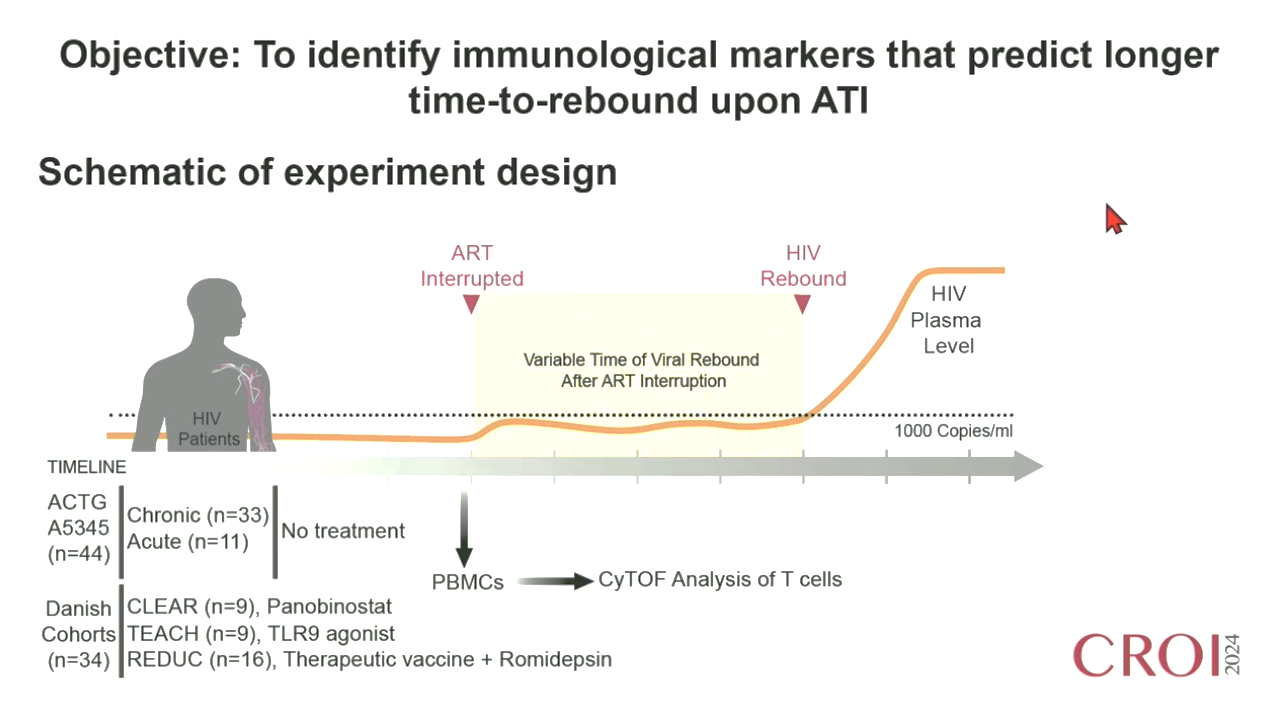 Objective: To identify immunological markers that predict longer
time-to-rebound upon ATI
Schematic of experiment design
ART
Interrupted
HIV
Rebound
HIV
Plasma
Level
Variable Time of Viral Rebound
After ART Interruption
HIV
Patients
1000 Copies/ml
TIMELINE
ACTG
A5345
(n=44)
Chronic (n=33)
Acute (n=11)
No treatment
PBMCs
CyTOF Analysis of T cells
Danish
Cohorts
(n=34)
CLEAR (n=9), Panobinostat
TEACH (n=9), TLR9 agonist
REDUC (n=16), Therapeutic vaccine + Romidepsin
CROI 2024